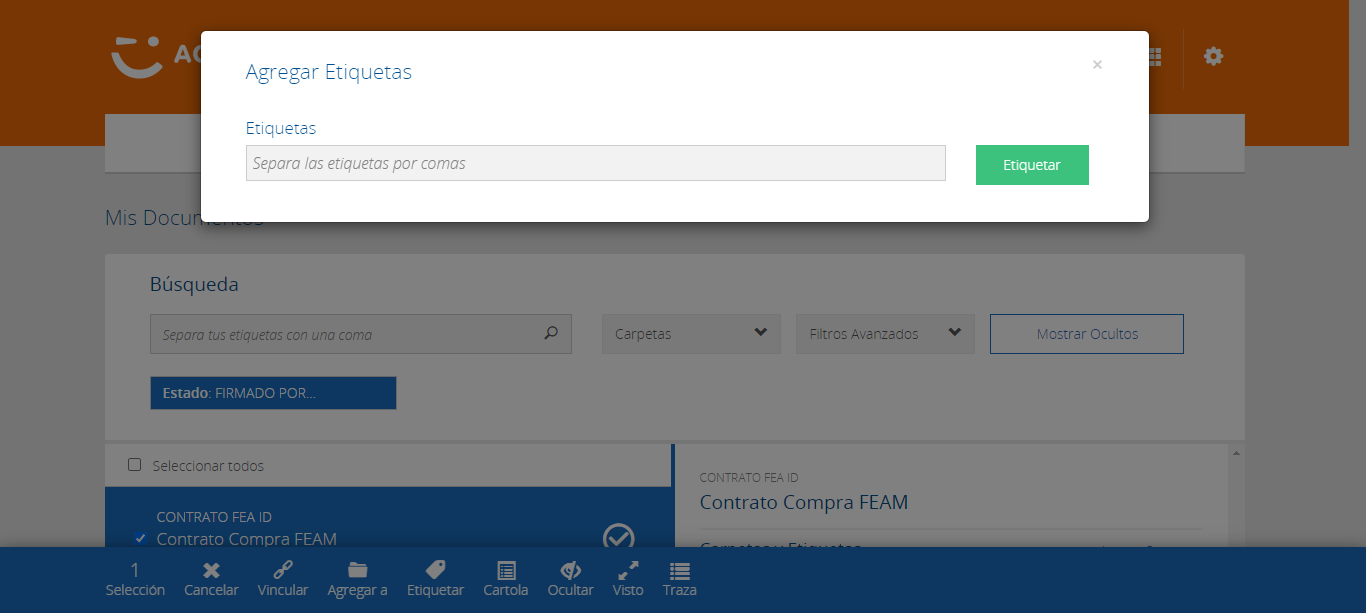 Agregar Etiquetas
×
Etiquetas
Separa las etiquetas por comas
Etiquetar
Mis Documentos
Búsqueda
Separa tus etiquetas con una coma
Carpetas
Filtros Avanzados
Mostrar Ocultos
Estado: FIRMADO POR...
Seleccionar todos
CONTRATO FEA ID
Contrato Compra FEAM
CONTRATO FEA ID
Contrato Compra FEAM
Carpetas y Etiquetas
1
Selección
Cancelar
Vincular
Agregar a
Etiquetar
Cartola
Ocultar
Visto
Traza